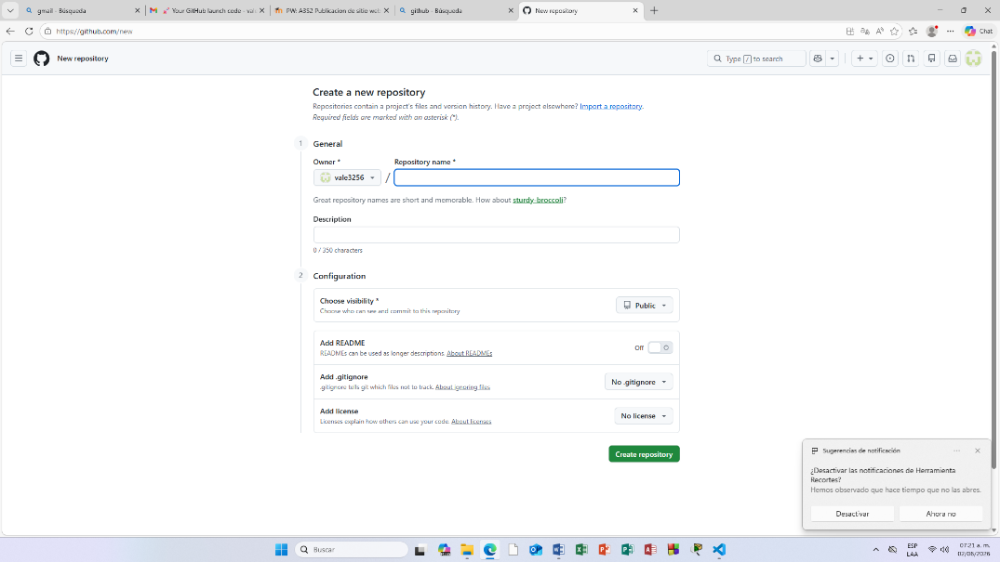 gmail - Búsqueda
Your GitHub launch code - vale
PW: A3S2 Publicacion de sitio web
github - Búsqueda
New repository
https://github.com/new
Chat
New repository
Type / to search
Create a new repository
Repositories contain a project's files and version history. Have a project elsewhere? Import a repository.
Required fields are marked with an asterisk (*).
1 General
Owner * Repository name *
vale3256 /
Great repository names are short and memorable. How about sturdy-broccoli?
Description
0 / 350 characters
2 Configuration
Choose visibility *
Choose who can see and commit to this repository
Public
Add README
READMEs can be used as longer descriptions. About READMEs
Off
Add .gitignore
.gitignore tells git which files not to track. About ignoring files
No .gitignore
Add license
Licenses explain how others can use your code. About licenses
No license
Create repository
Sugerencias de notificación
¿Desactivar las notificaciones de Herramienta
Recortes?
Hemos observado que hace tiempo que no las abres.
Desactivar Ahora no
Buscar
ESP
LAA
07:21 a. m.
02/06/2026